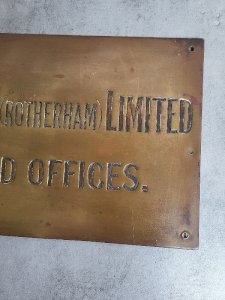 (ROTHERHAM) LIMITED
D OFFICES.